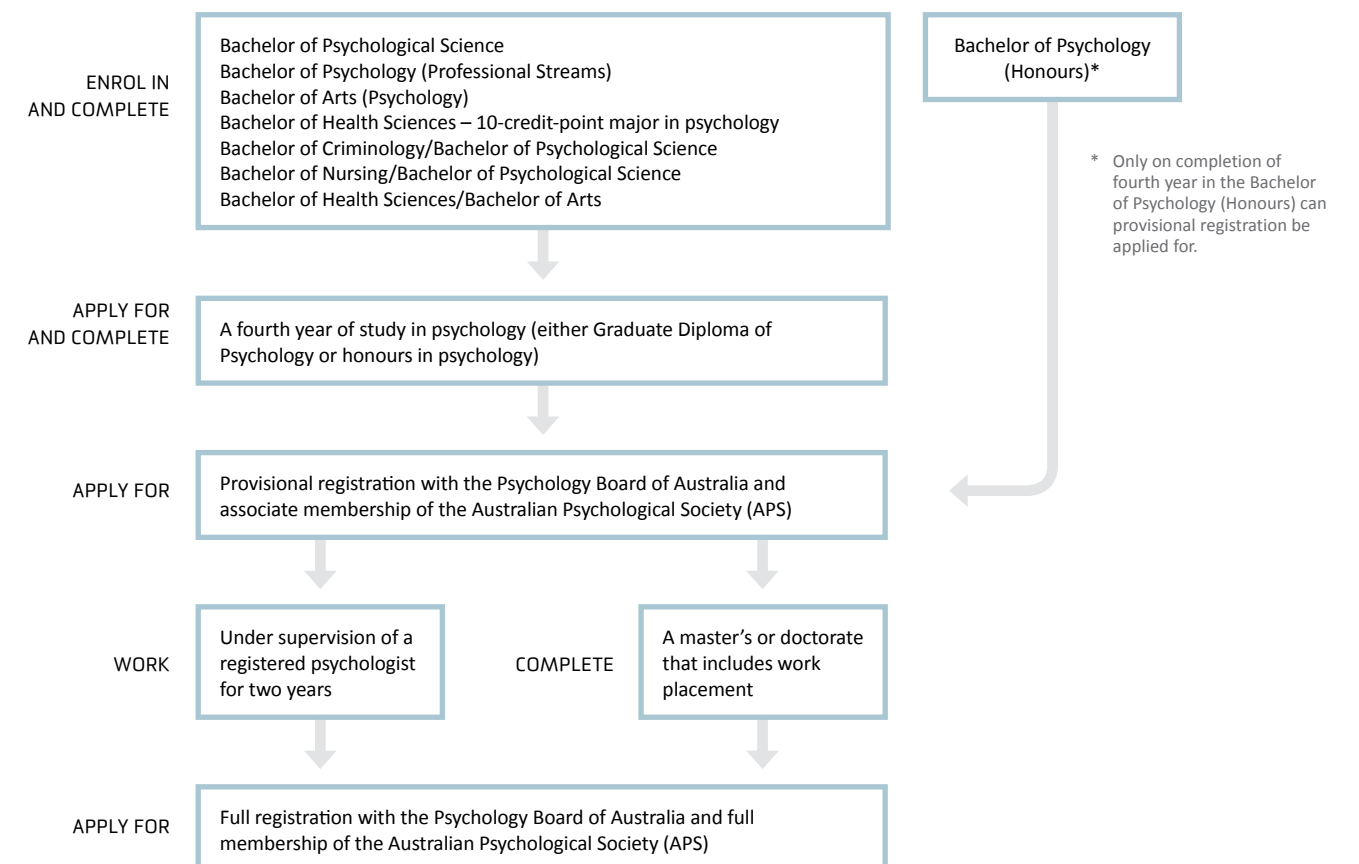 ENROL IN
AND COMPLETE
Bachelor of Psychological Science
Bachelor of Psychology (Professional Streams)
Bachelor of Arts (Psychology)
Bachelor of Health Sciences – 10-credit-point major in psychology
Bachelor of Criminology/Bachelor of Psychological Science
Bachelor of Nursing/Bachelor of Psychological Science
Bachelor of Health Sciences/Bachelor of Arts
Bachelor of Psychology
(Honours)*
* Only on completion of
fourth year in the Bachelor
of Psychology (Honours) can
provisional registration be
applied for.
APPLY FOR
AND COMPLETE
A fourth year of study in psychology (either Graduate Diploma of
Psychology or honours in psychology)
APPLY FOR
Provisional registration with the Psychology Board of Australia and
associate membership of the Australian Psychological Society (APS)
WORK
Under supervision of a
registered psychologist
for two years
COMPLETE
A master's or doctorate
that includes work
placement
APPLY FOR
Full registration with the Psychology Board of Australia and full
membership of the Australian Psychological Society (APS)